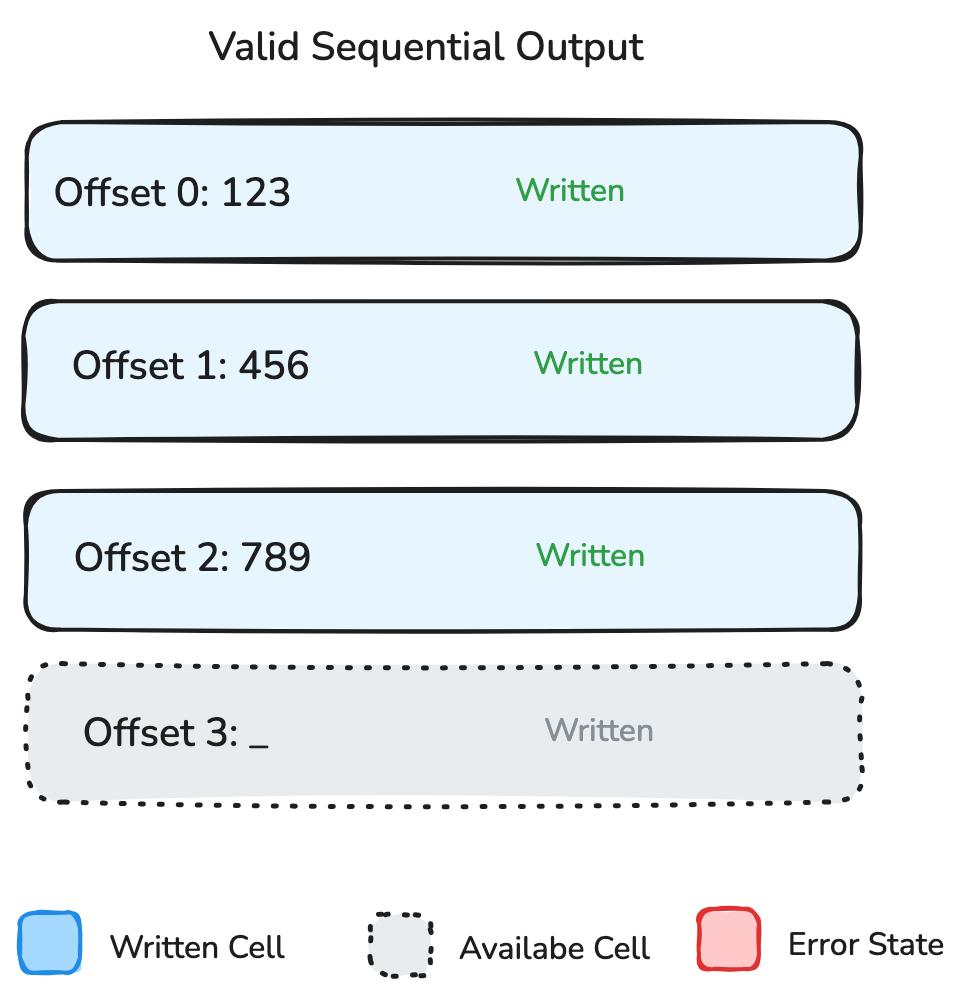 Valid Sequential Output
Offset 0: 123 Written
Offset 1: 456 Written
Offset 2: 789 Written
Offset 3: _ Written
Written Cell Availabe Cell Error State